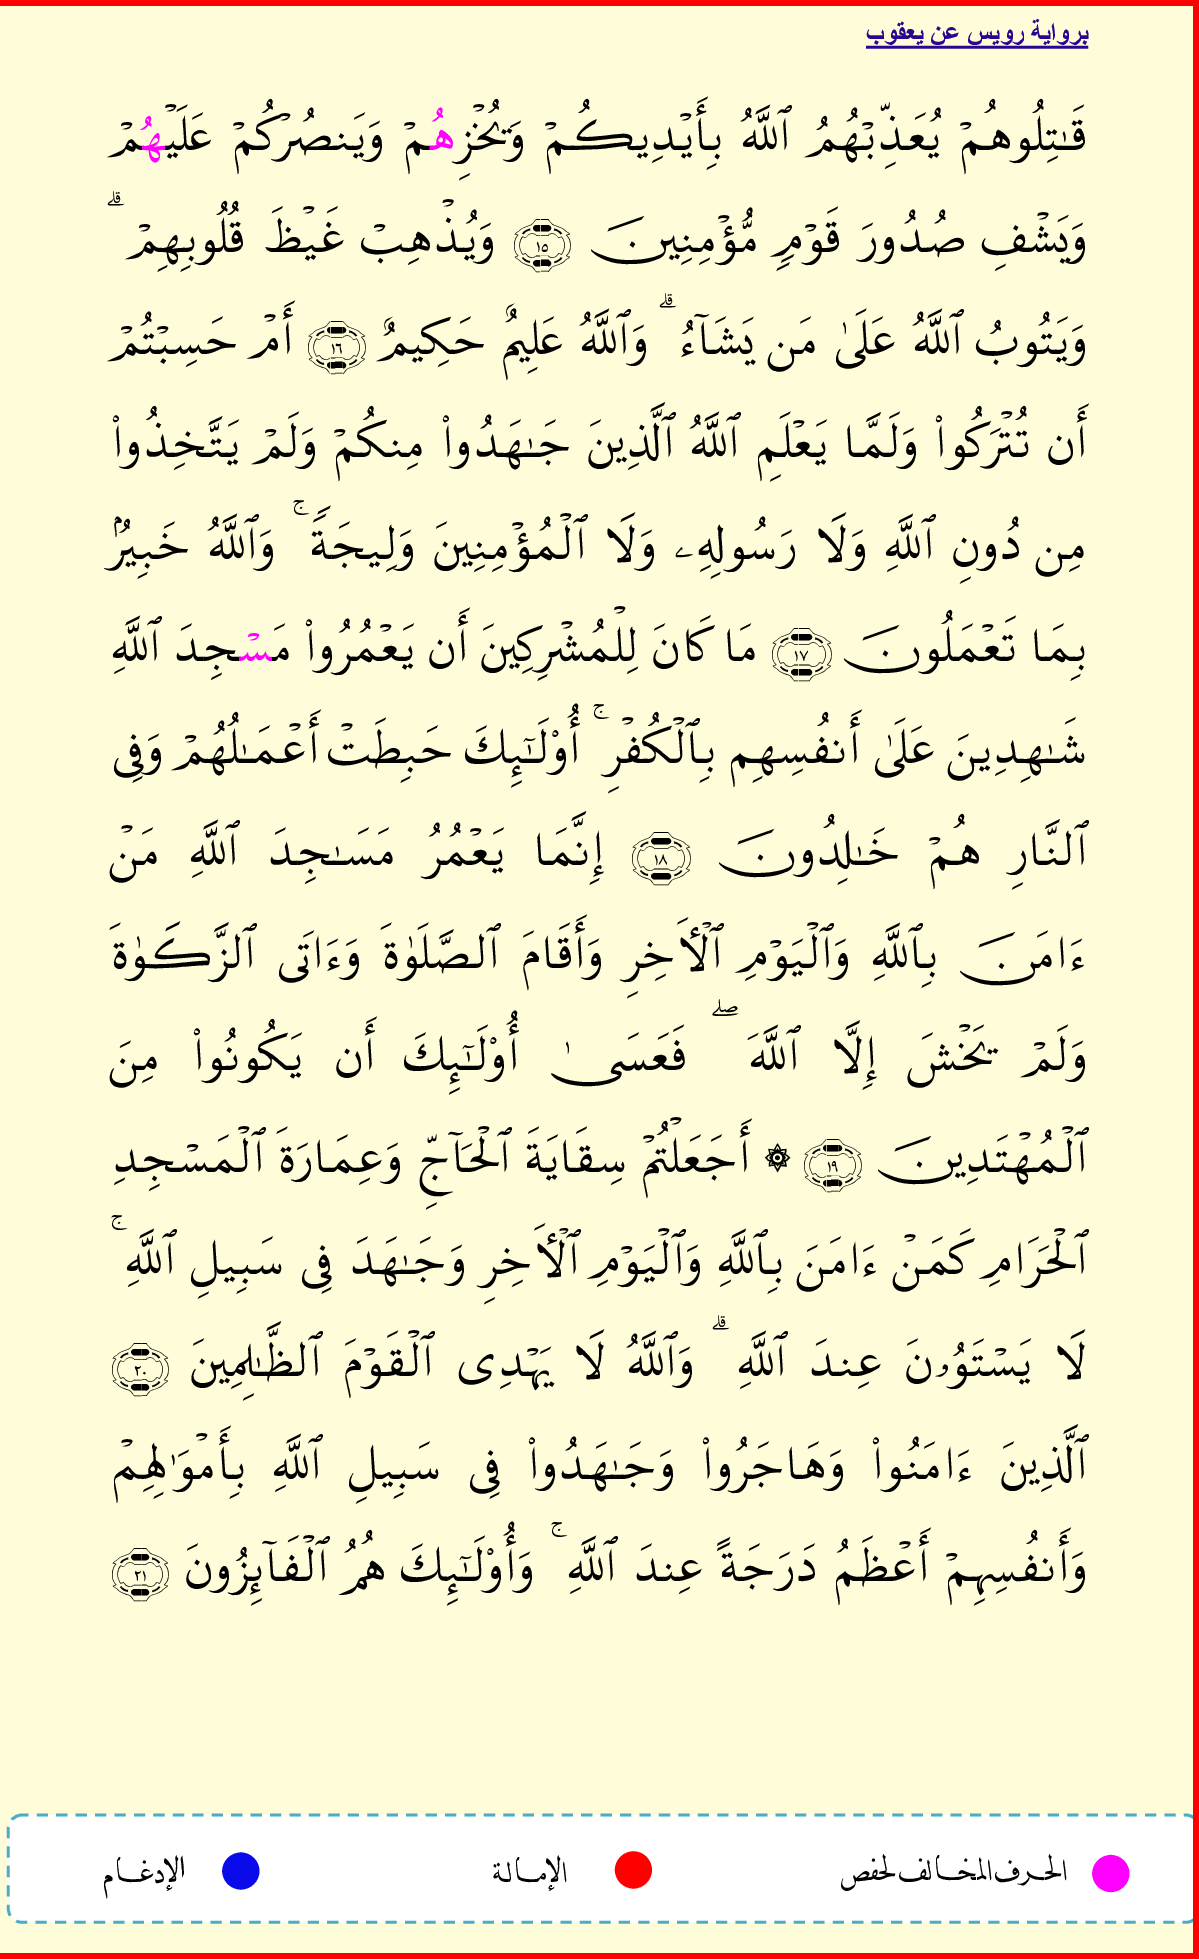 برواية رويس عن يعقوب
قَٰتِلُوهُمۡ يُعَذِّبۡهُمُ ٱللَّهُ بِأَيۡدِيكُمۡ وَيُخۡزِهُمۡ وَيَنصُرۡكُمۡ عَلَيۡهُمۡ
وَيَشۡفِ صُدُورَ قَوۡمٖ مُّؤۡمِنِينَ ١٥ وَيُذۡهِبۡ غَيۡظَ قُلُوبِهِمۡۗ
وَيَتُوبُ ٱللَّهُ عَلَىٰ مَن يَشَآءُۗ وَٱللَّهُ عَلِيمٌ حَكِيمٌ ١٦ أَمۡ حَسِبۡتُمۡ
أَن تُتۡرَكُواْ وَلَمَّا يَعۡلَمِ ٱللَّهُ ٱلَّذِينَ جَٰهَدُواْ مِنكُمۡ وَلَمۡ يَتَّخِذُواْ
مِن دُونِ ٱللَّهِ وَلَا رَسُولِهِۦ وَلَا ٱلۡمُؤۡمِنِينَ وَلِيجَةٗۚ وَٱللَّهُ خَبِيرُۢ
بِمَا تَعۡمَلُونَ ١٧ مَا كَانَ لِلۡمُشۡرِكِينَ أَن يَعۡمُرُواْ مَسۡجِدَ ٱللَّهِ
شَٰهِدِينَ عَلَىٰ أَنفُسِهِم بِٱلۡكُفۡرِۚ أُوْلَٰٓئِكَ حَبِطَتۡ أَعۡمَٰلُهُمۡ وَفِي
ٱلنَّارِ هُمۡ خَٰلِدُونَ ١٨ إِنَّمَا يَعۡمُرُ مَسَٰجِدَ ٱللَّهِ مَنۡ
ءَامَنَ بِٱللَّهِ وَٱلۡيَوۡمِ ٱلۡأٓخِرِ وَأَقَامَ ٱلصَّلَوٰةَ وَءَاتَى ٱلزَّكَوٰةَ
وَلَمۡ يَخۡشَ إِلَّا ٱللَّهَۖ فَعَسَىٰ أُوْلَٰٓئِكَ أَن يَكُونُواْ مِنَ
ٱلۡمُهۡتَدِينَ ١٩ ۞ أَجَعَلۡتُمۡ سِقَايَةَ ٱلۡحَآجِّ وَعِمَارَةَ ٱلۡمَسۡجِدِ
ٱلۡحَرَامِ كَمَنۡ ءَامَنَ بِٱللَّهِ وَٱلۡيَوۡمِ ٱلۡأٓخِرِ وَجَٰهَدَ فِي سَبِيلِ ٱللَّهِۚ
لَا يَسۡتَوُۥنَ عِندَ ٱللَّهِۗ وَٱللَّهُ لَا يَهۡدِي ٱلۡقَوۡمَ ٱلظَّٰلِمِينَ ٢٠
ٱلَّذِينَ ءَامَنُواْ وَهَاجَرُواْ وَجَٰهَدُواْ فِي سَبِيلِ ٱللَّهِ بِأَمۡوَٰلِهِمۡ
وَأَنفُسِهِمۡ أَعۡظَمُ دَرَجَةً عِندَ ٱللَّهِۚ وَأُوْلَٰٓئِكَ هُمُ ٱلۡفَآئِزُونَ ٢١
الحرف المخالف لحفص الإمالة الإدغام